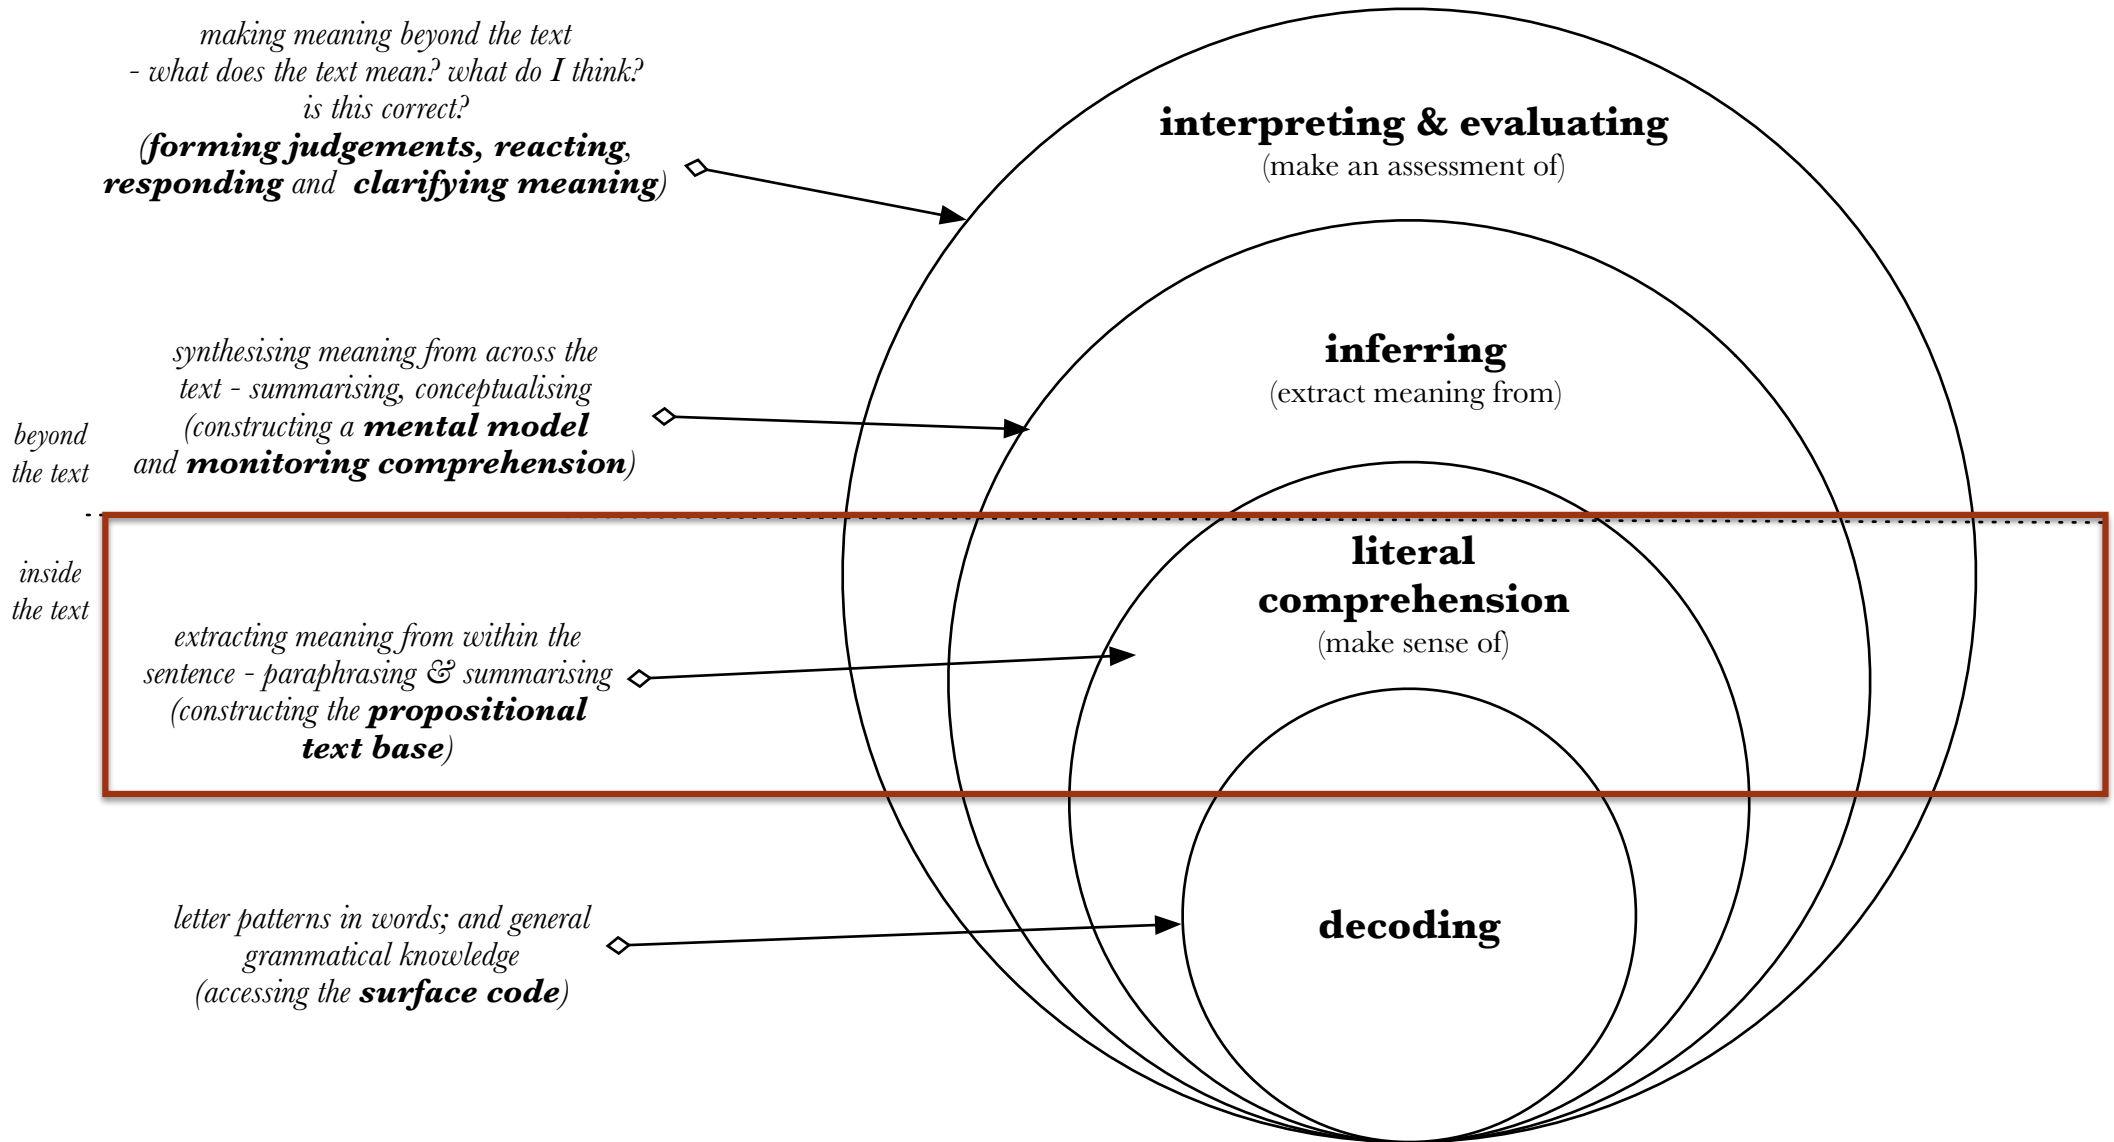 making meaning beyond the text
- what does the text mean? what do I think?
is this correct?
(forming judgements, reacting,
responding and clarifying meaning)
interpreting & evaluating
(make an assessment of)
synthesising meaning from across the
text - summarising, conceptualising
(constructing a mental model
and monitoring comprehension)
inferring
(extract meaning from)
beyond
the text
inside
the text
extracting meaning from within the
sentence - paraphrasing & summarising
(constructing the propositional
text base)
literal
comprehension
(make sense of)
letter patterns in words; and general
grammatical knowledge
(accessing the surface code)
decoding